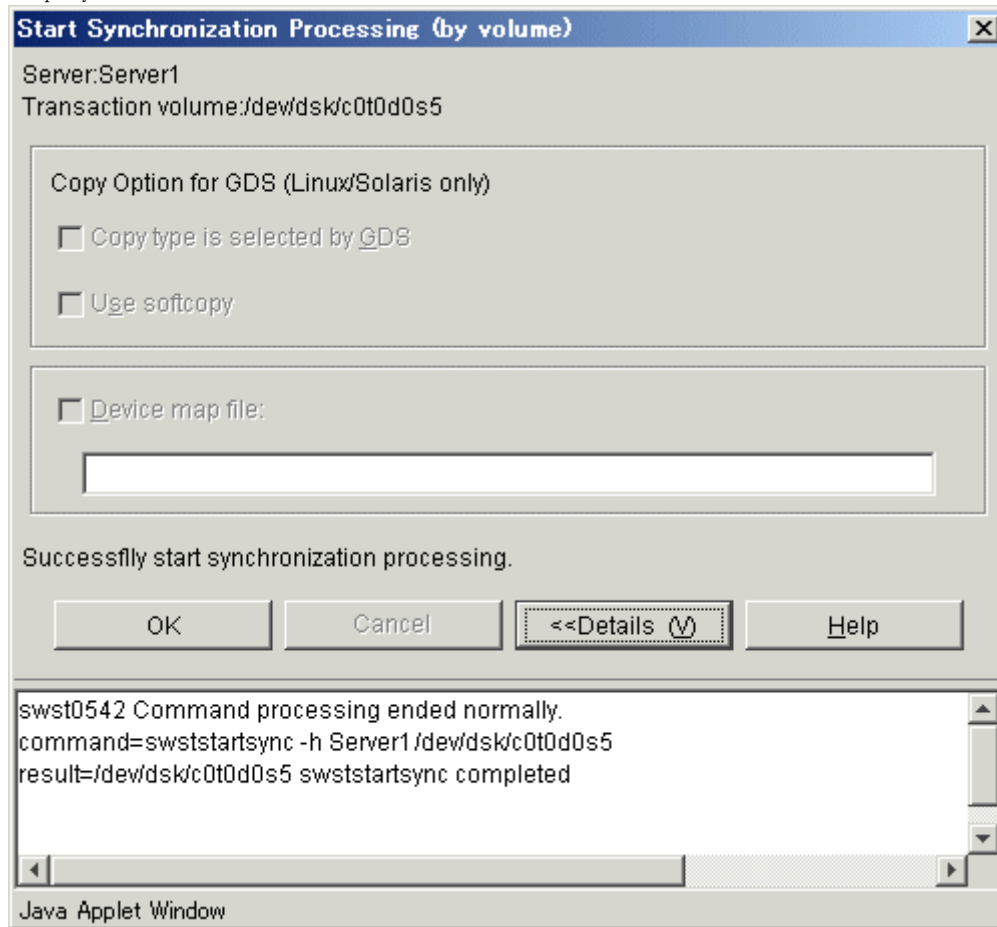 Start Synchronization Processing (by volume)
Server:Server1
Transaction volume:/dev/dsk/c0t0d0s5
Copy Option for GDS (Linux/Solaris only)
Copy type is selected by GDS
Use softcopy
Device map file:
Successflly start synchronization processing.
OK Cancel <<Details (V) Help
swst0542 Command processing ended normally.
command=swststartsync -h Server1 /dev/dsk/c0t0d0s5
result=/dev/dsk/c0t0d0s5 swststartsync completed
Java Applet Window